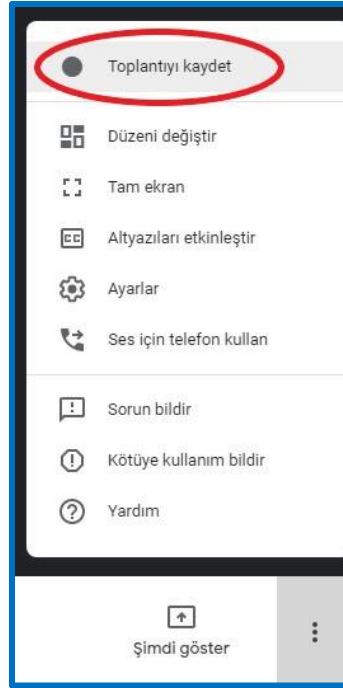 Toplantıyı kaydet
Düzeni değiştir
Tam ekran
CC
Altyazıları etkinleştir
Ayarlar
Ses için telefon kullan
Sorun bildir
Kötüye kullanım bildir
Yardım
Şimdi göster